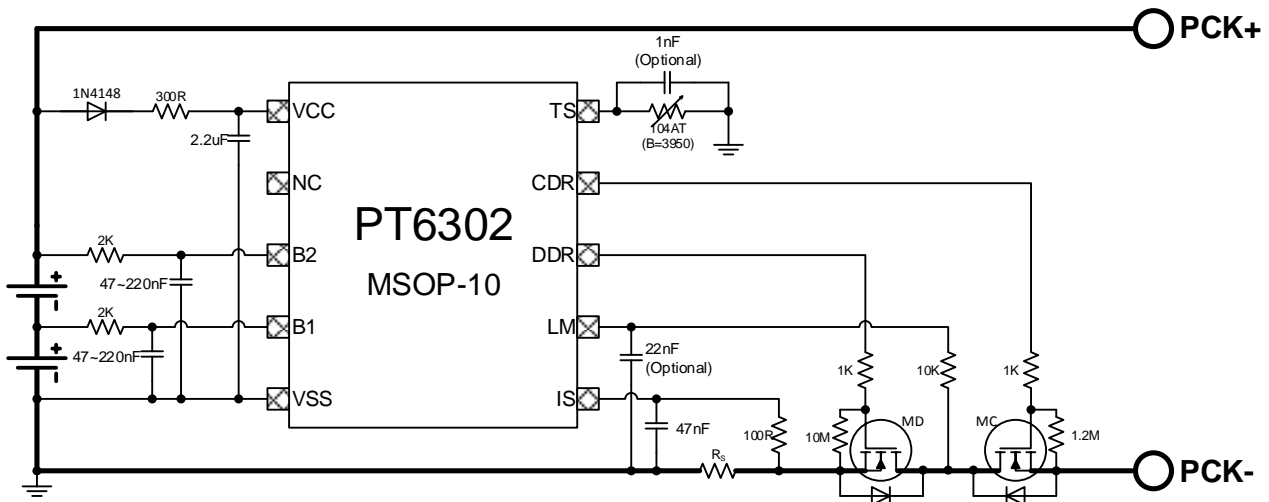 PCK+
1nF
(Optional)
1N4148
300R
VCC
TS
104AT
(B=3950)
2.2uF
NC
CDR
PT6302
MSOP-10
2K
B2
DDR
47~220nF
+
2K
B1
LM
47~220nF
22nF
(Optional)
1K
10K
1K
+
VSS
IS
47nF
100R
10M
MD
MC
1.2M
RS
PCK-